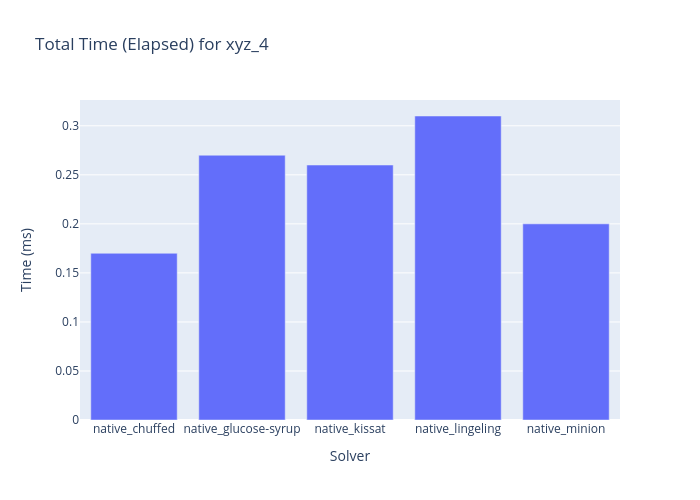 Total Time (Elapsed) for xyz_4
0.3
0.25
0.2
0.15
0.1
0.05
0
Time (ms)
native_chuffed native_glucose-syrup native_kissat native_lingeling native_minion
Solver